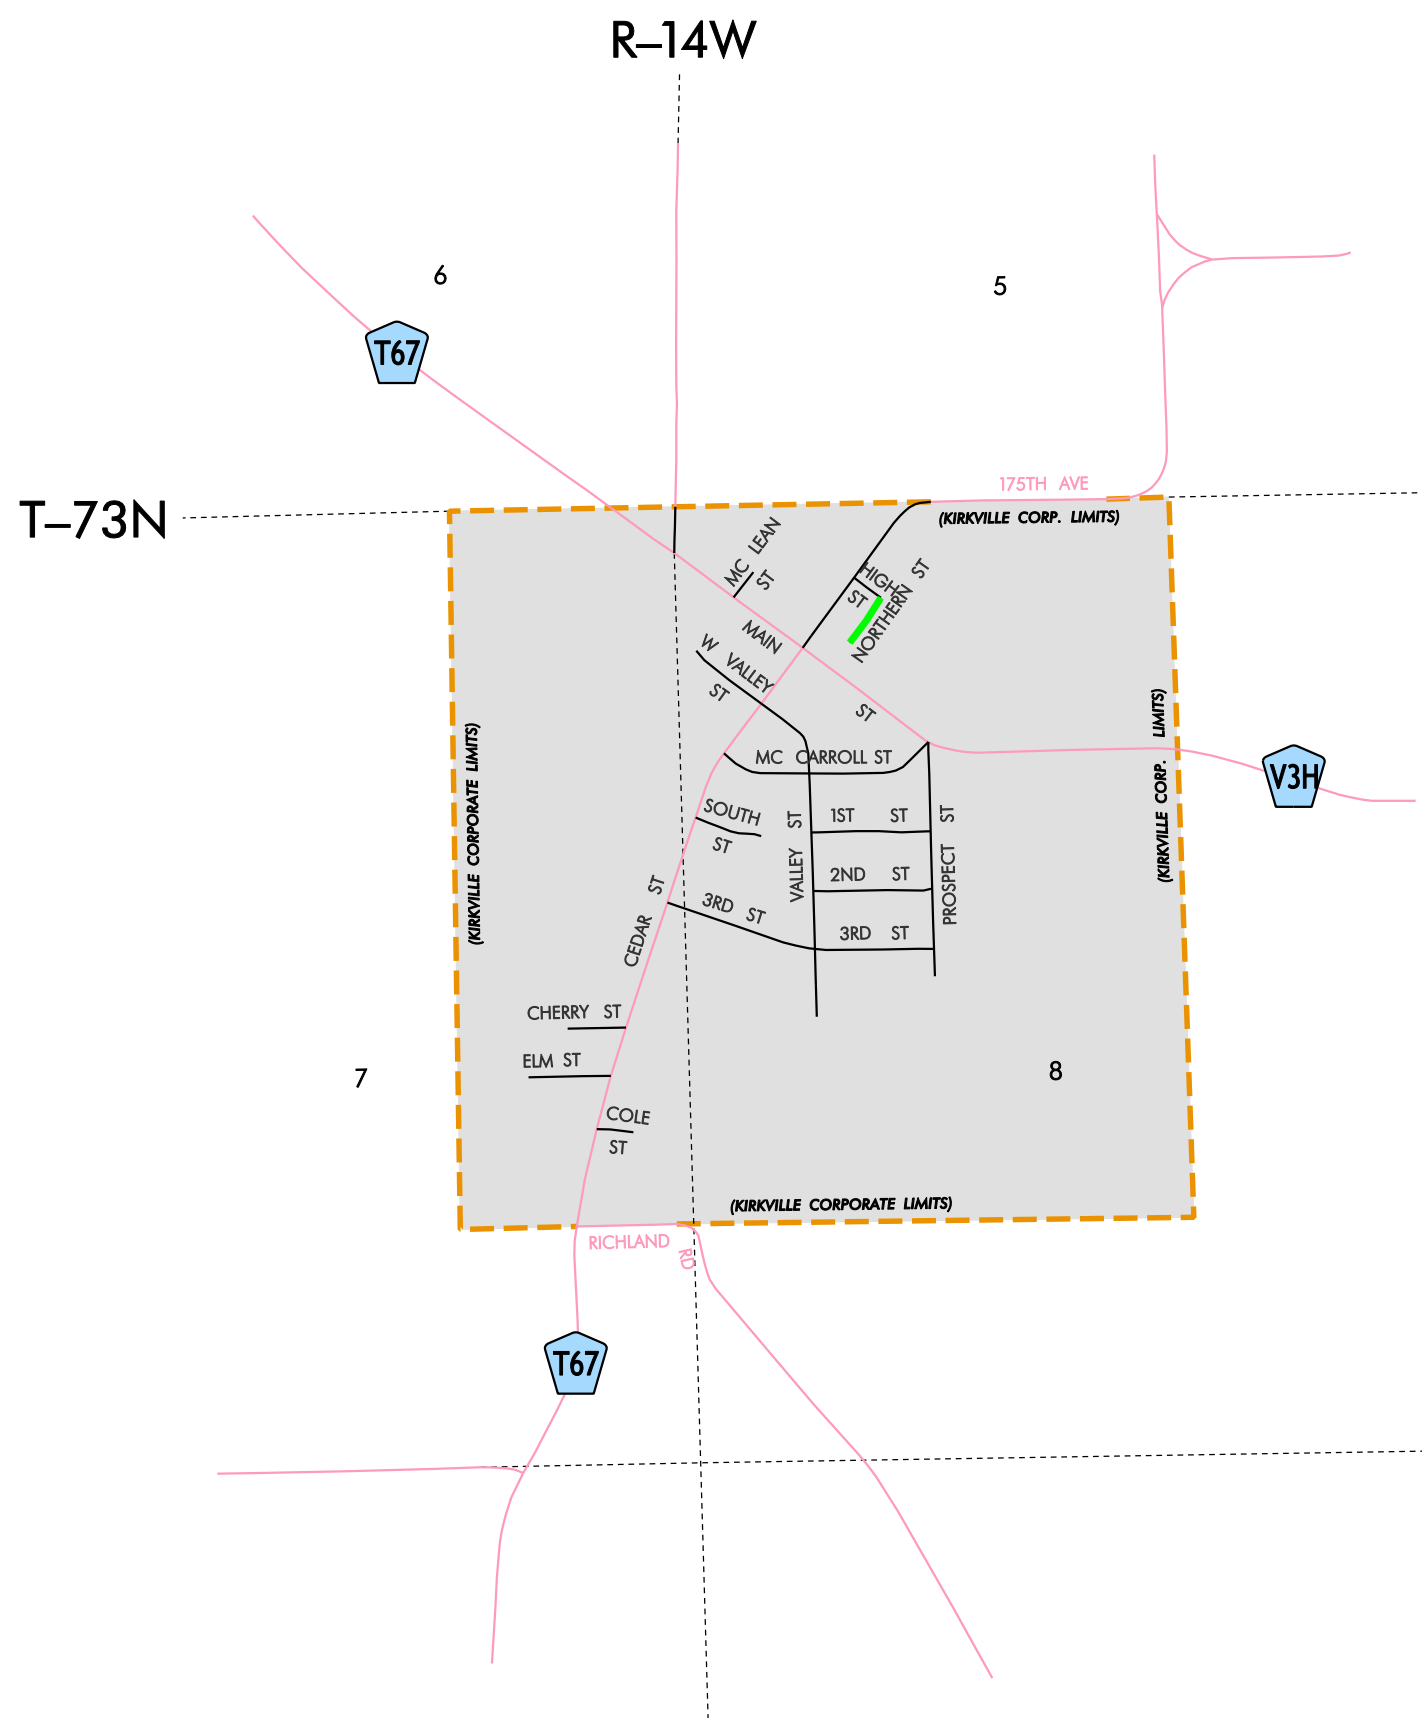 R–14W
6
5
T67
175TH AVE
T–73N
(KIRKVILLE CORP. LIMITS)
MC LEAN
ST
HIGH
ST
NORTHERN ST
MAIN
ST
W VALLEY
ST
(KIRKVILLE CORP. LIMITS)
(KIRKVILLE CORPORATE LIMITS)
MC CARROLL ST
V3H
SOUTH
ST
VALLEY ST
1ST ST
PROSPECT ST
2ND ST
CEDAR ST
3RD ST
3RD ST
CHERRY ST
ELM ST
7
8
COLE
ST
(KIRKVILLE CORPORATE LIMITS)
RICHLAND
RD
T67